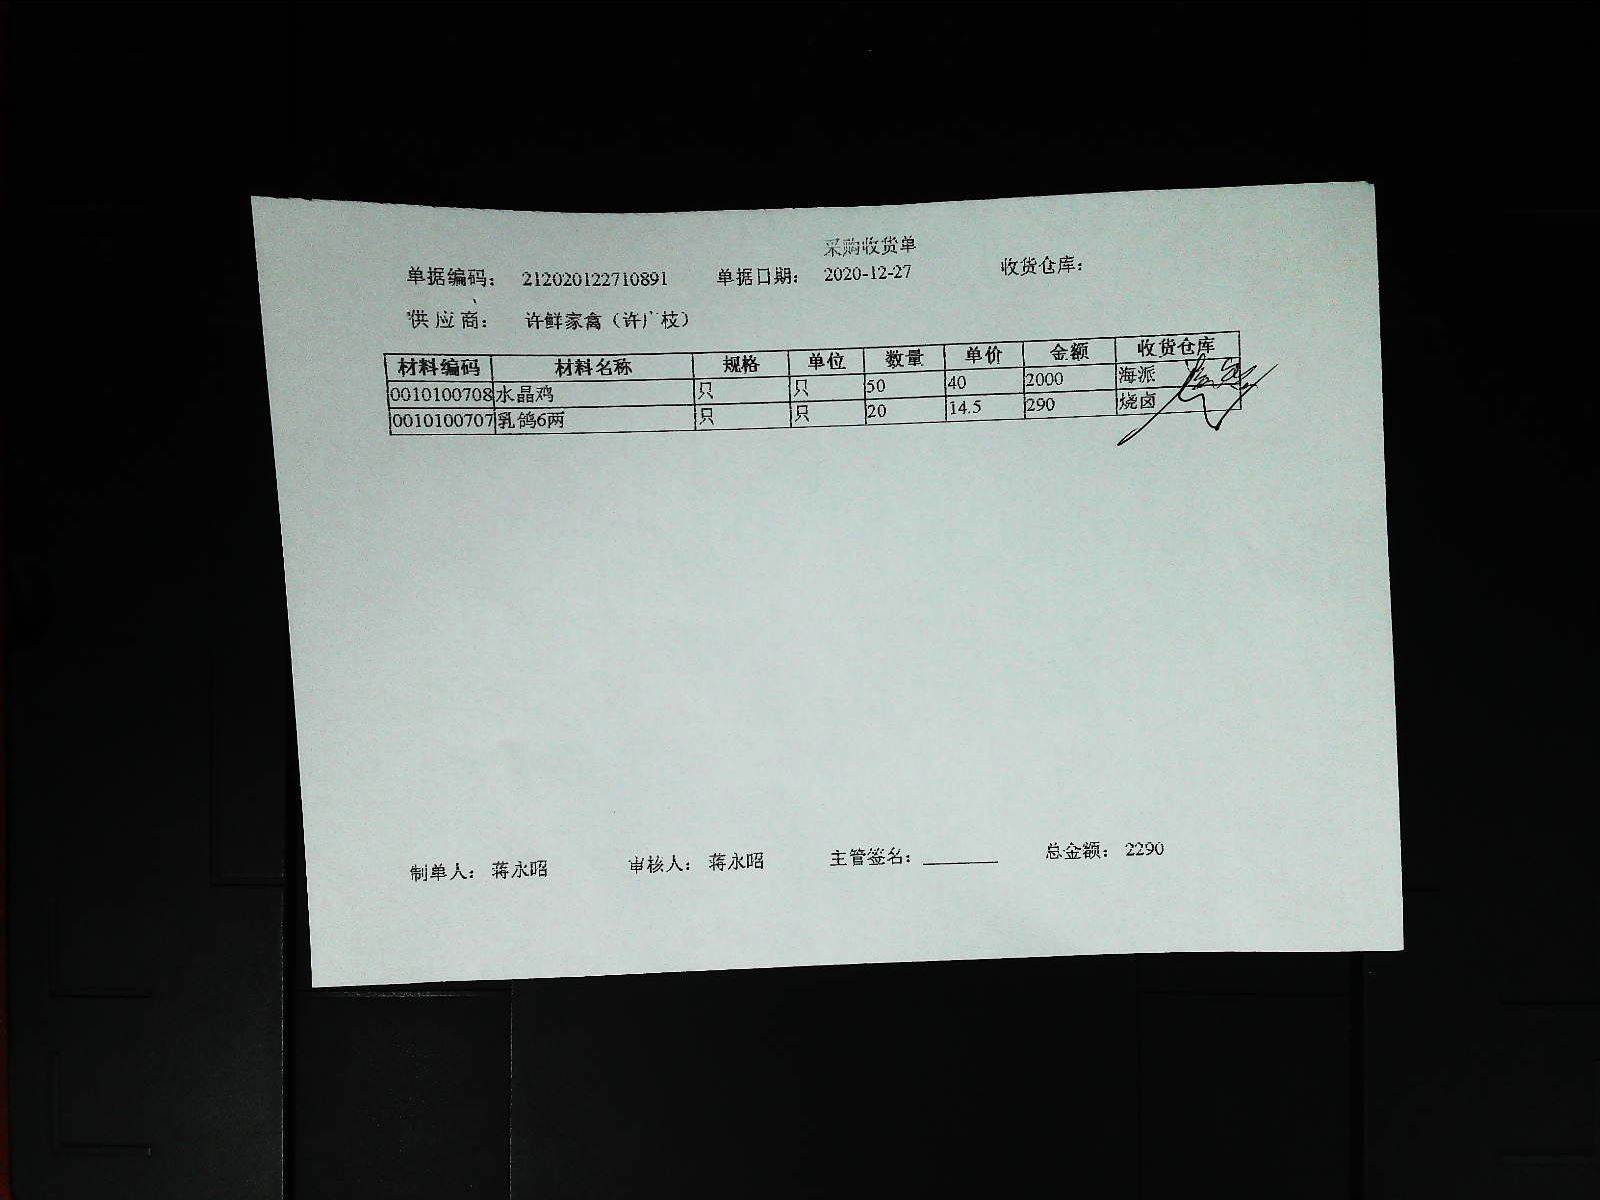 采购收货单
单据编码： 212020122710891 单据日期： 2020-12-27 收货仓库：
供应商： 许鲜家禽（许广枝）
材料编码 材料名称 规格 单位 数量 单价 金额 收货仓库
0010100708 水晶鸡 只 只 50 40 2000 海派
0010100707 乳鸽6两 只 只 20 14.5 290 烧卤
制单人： 蒋永昭 审核人： 蒋永昭 主管签名： 总金额： 2290